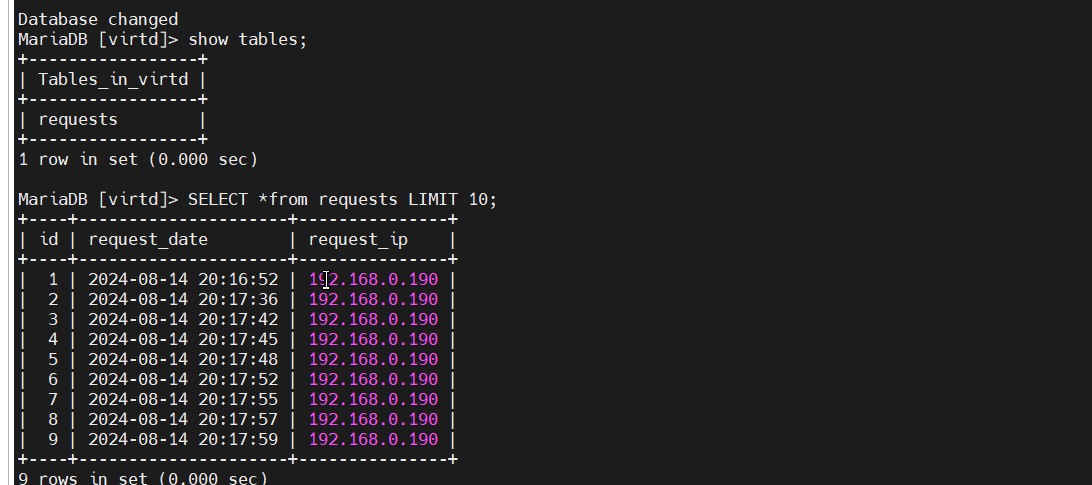 Database changed
MariaDB [virtd]> show tables;
+-----------------+
| Tables_in_virtd |
+-----------------+
| requests        |
+-----------------+
1 row in set (0.000 sec)

MariaDB [virtd]> SELECT *from requests LIMIT 10;
+----+---------------------+---------------+
| id | request_date        | request_ip    |
+----+---------------------+---------------+
|  1 | 2024-08-14 20:16:52 | 192.168.0.190 |
|  2 | 2024-08-14 20:17:36 | 192.168.0.190 |
|  3 | 2024-08-14 20:17:42 | 192.168.0.190 |
|  4 | 2024-08-14 20:17:45 | 192.168.0.190 |
|  5 | 2024-08-14 20:17:48 | 192.168.0.190 |
|  6 | 2024-08-14 20:17:52 | 192.168.0.190 |
|  7 | 2024-08-14 20:17:55 | 192.168.0.190 |
|  8 | 2024-08-14 20:17:57 | 192.168.0.190 |
|  9 | 2024-08-14 20:17:59 | 192.168.0.190 |
+----+---------------------+---------------+
9 rows in set (0.000 sec)